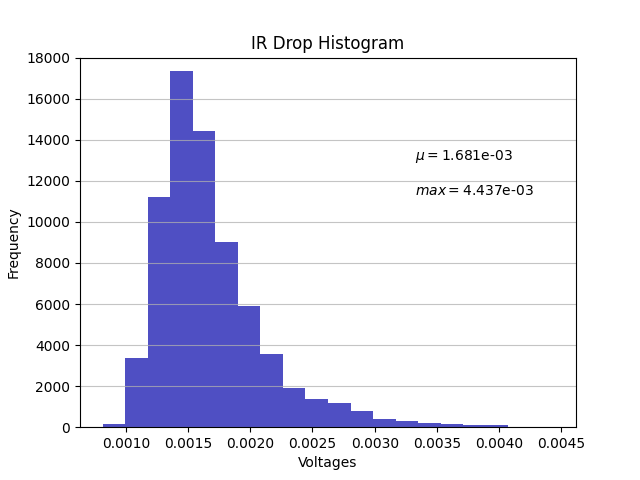 IR Drop Histogram
18000
16000
14000
12000
10000
8000
6000
4000
2000
0
Frequency
μ = 1.681e-03
max = 4.437e-03
0.0010 0.0015 0.0020 0.0025 0.0030 0.0035 0.0040 0.0045
Voltages